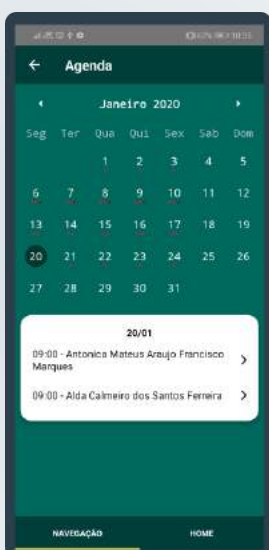 62% 10:55
← Agenda
Janeiro 2020
Seg Ter Qua Qui Sex Sab Dom
1 2 3 4 5
6 7 8 9 10 11 12
13 14 15 16 17 18 19
20 21 22 23 24 25 26
27 28 29 30 31
20/01
09:00 - Antonica Mateus Araujo Francisco
Marques
09:00 - Alda Calmeiro dos Santos Ferreira
NAVEGAÇÃO HOME